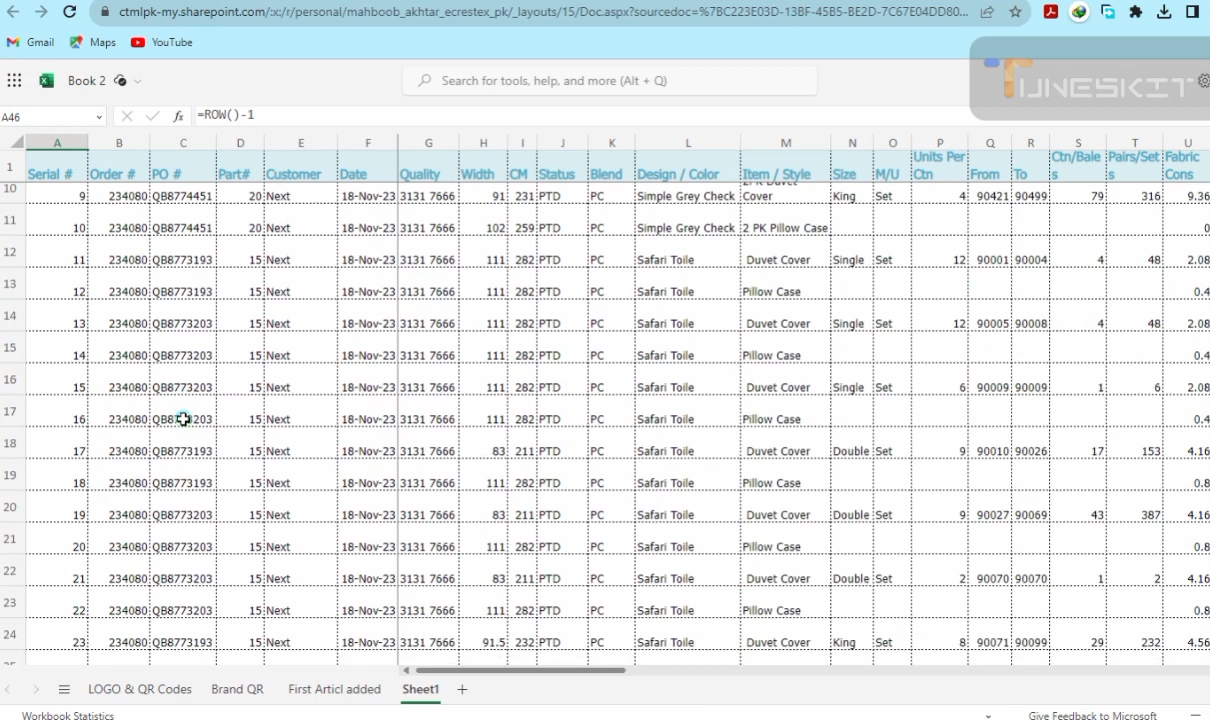 ctmlpk-my.sharepoint.com/:x:/r/personal/mahboob_akhtar_ecrestex_pk/_layouts/15/Doc.aspx?sourcedoc=%7BC223E03D-13BF-45B5-BE2D-7C67E04DD80...
Gmail Maps YouTube
TUNESKIT
Book 2 Search for tools, help, and more (Alt + Q)
A46 fx =ROW()-1
A B C D E F G H I J K L M N O P Q R S T U
1 Serial # Order # PO # Part# Customer Date Quality Width CM Status Blend Design / Color Item / Style Size M/U Units Per Ctn From To Ctn/Bales Pairs/Sets Fabric Cons
10 9 234080 QB8774451 20 Next 18-Nov-23 3131 7666 91 231 PTD PC Simple Grey Check Cover King Set 4 90421 90499 79 316 9.36
11 10 234080 QB8774451 20 Next 18-Nov-23 3131 7666 102 259 PTD PC Simple Grey Check 2 PK Pillow Case 0
12 11 234080 QB8773193 15 Next 18-Nov-23 3131 7666 111 282 PTD PC Safari Toile Duvet Cover Single Set 12 90001 90004 4 48 2.08
13 12 234080 QB8773193 15 Next 18-Nov-23 3131 7666 111 282 PTD PC Safari Toile Pillow Case 0.4
14 13 234080 QB8773203 15 Next 18-Nov-23 3131 7666 111 282 PTD PC Safari Toile Duvet Cover Single Set 12 90005 90008 4 48 2.08
15 14 234080 QB8773203 15 Next 18-Nov-23 3131 7666 111 282 PTD PC Safari Toile Pillow Case 0.4
16 15 234080 QB8773203 15 Next 18-Nov-23 3131 7666 111 282 PTD PC Safari Toile Duvet Cover Single Set 6 90009 90009 1 6 2.08
17 16 234080 15 Next 18-Nov-23 3131 7666 111 282 PTD PC Safari Toile Pillow Case 0.4
18 17 234080 QB8773193 15 Next 18-Nov-23 3131 7666 83 211 PTD PC Safari Toile Duvet Cover Double Set 9 90010 90026 17 153 4.16
19 18 234080 QB8773193 15 Next 18-Nov-23 3131 7666 111 282 PTD PC Safari Toile Pillow Case 0.8
20 19 234080 QB8773203 15 Next 18-Nov-23 3131 7666 83 211 PTD PC Safari Toile Duvet Cover Double Set 9 90027 90069 43 387 4.16
21 20 234080 QB8773203 15 Next 18-Nov-23 3131 7666 111 282 PTD PC Safari Toile Pillow Case 0.8
22 21 234080 QB8773203 15 Next 18-Nov-23 3131 7666 83 211 PTD PC Safari Toile Duvet Cover Double Set 2 90070 90070 1 2 4.16
23 22 234080 QB8773203 15 Next 18-Nov-23 3131 7666 111 282 PTD PC Safari Toile Pillow Case 0.8
24 23 234080 QB8773193 15 Next 18-Nov-23 3131 7666 91.5 232 PTD PC Safari Toile Duvet Cover King Set 8 90071 90099 29 232 4.56
LOGO & QR Codes Brand QR First Articl added Sheet1
Workbook Statistics Give Feedback to Microsoft